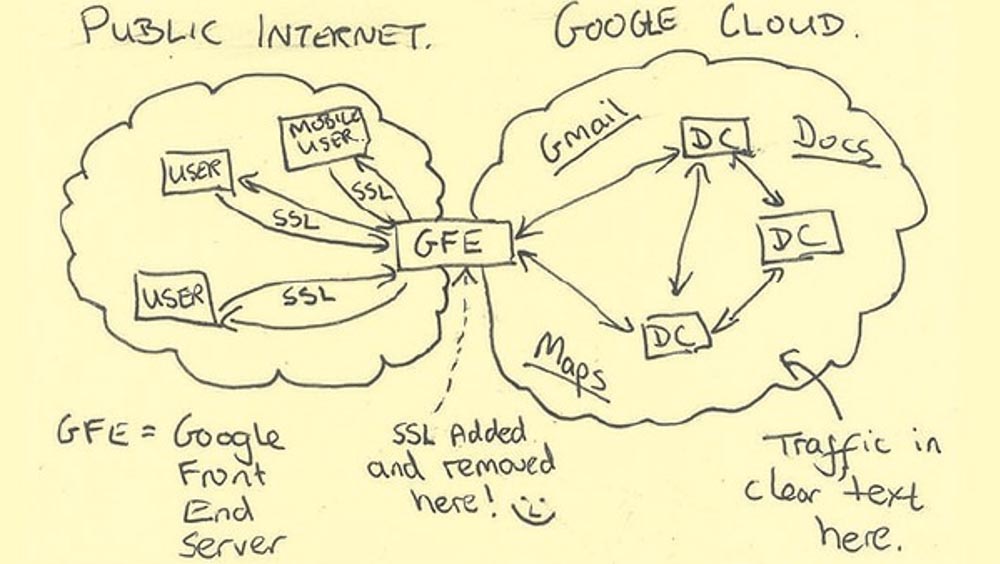 PUBLIC INTERNET.
GOOGLE CLOUD.
MOBILE
USER.
USER
SSL
SSL
USER
SSL
GFE
Gmail
DC
Docs
DC
DC
Maps
GFE = Google
Front
End
Server
SSL Added
and removed
here!
Traffic in
clear text
here.